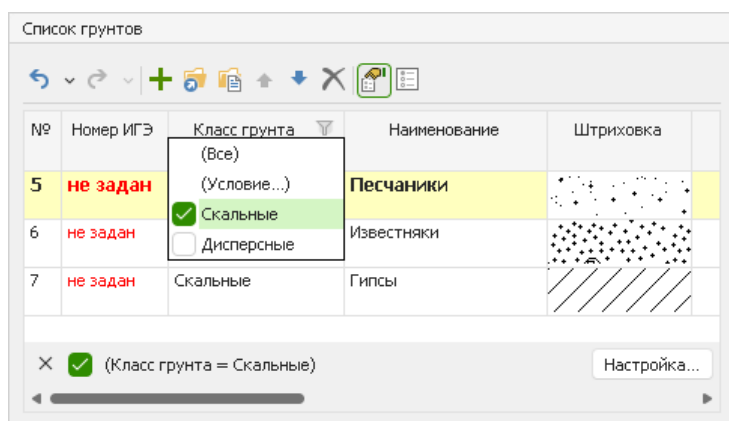 Список грунтов
№ Номер ИГЭ Класс грунта Наименование Штриховка
(Все)
(Условие...)
5 не задан Песчаники
Скальные
6 не задан Дисперсные Известняки
7 не задан Скальные Гипсы
(Класс грунта = Скальные) Настройка...